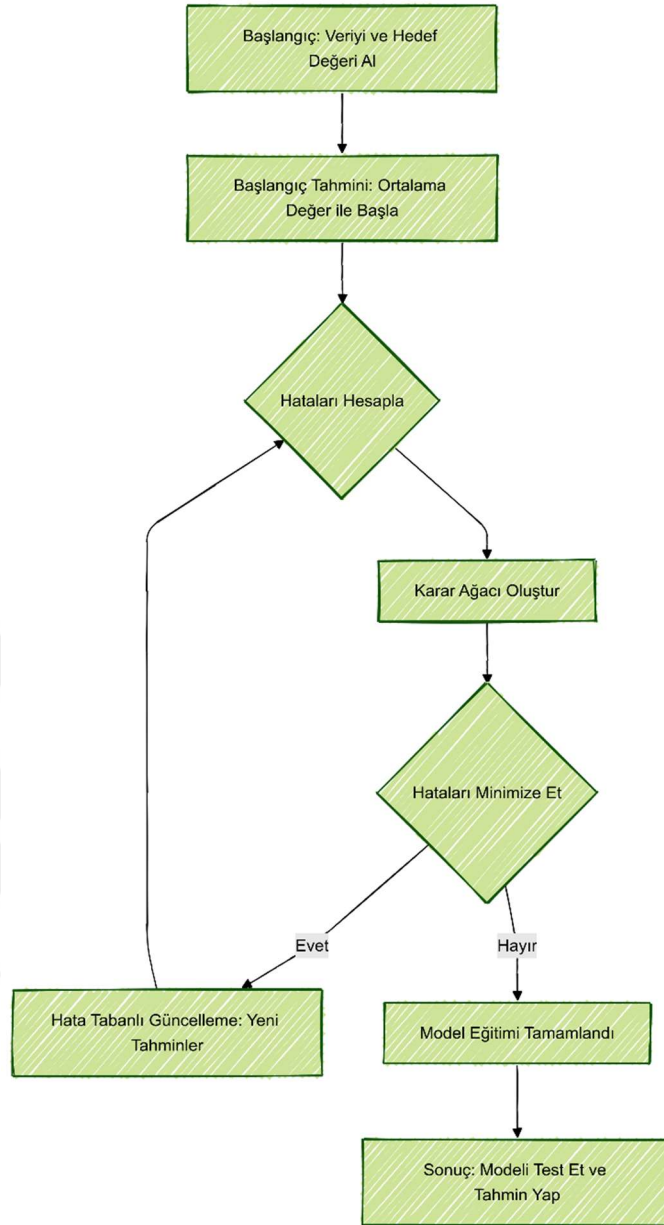 Başlangıç: Veriyi ve Hedef
Değeri Al
Başlangıç Tahmini: Ortalama
Değer ile Başla
Hataları Hesapla
Karar Ağacı Oluştur
Hataları Minimize Et
Evet
Hayır
Hata Tabanlı Güncelleme: Yeni
Tahminler
Model Eğitimi Tamamlandı
Sonuç: Modeli Test Et ve
Tahmin Yap